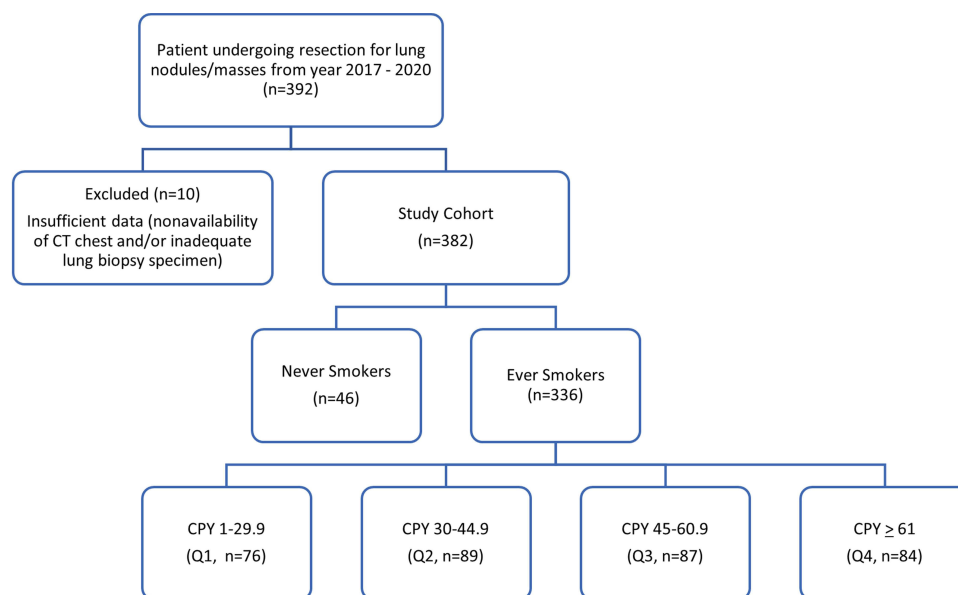 Patient undergoing resection for lung
nodules/masses from year 2017 - 2020
(n=392)
Excluded (n=10)
Insufficient data (nonavailability
of CT chest and/or inadequate
lung biopsy specimen)
Study Cohort
(n=382)
Never Smokers
(n=46)
Ever Smokers
(n=336)
CPY 1-29.9
(Q1, n=76)
CPY 30-44.9
(Q2, n=89)
CPY 45-60.9
(Q3, n=87)
CPY ≥ 61
(Q4, n=84)